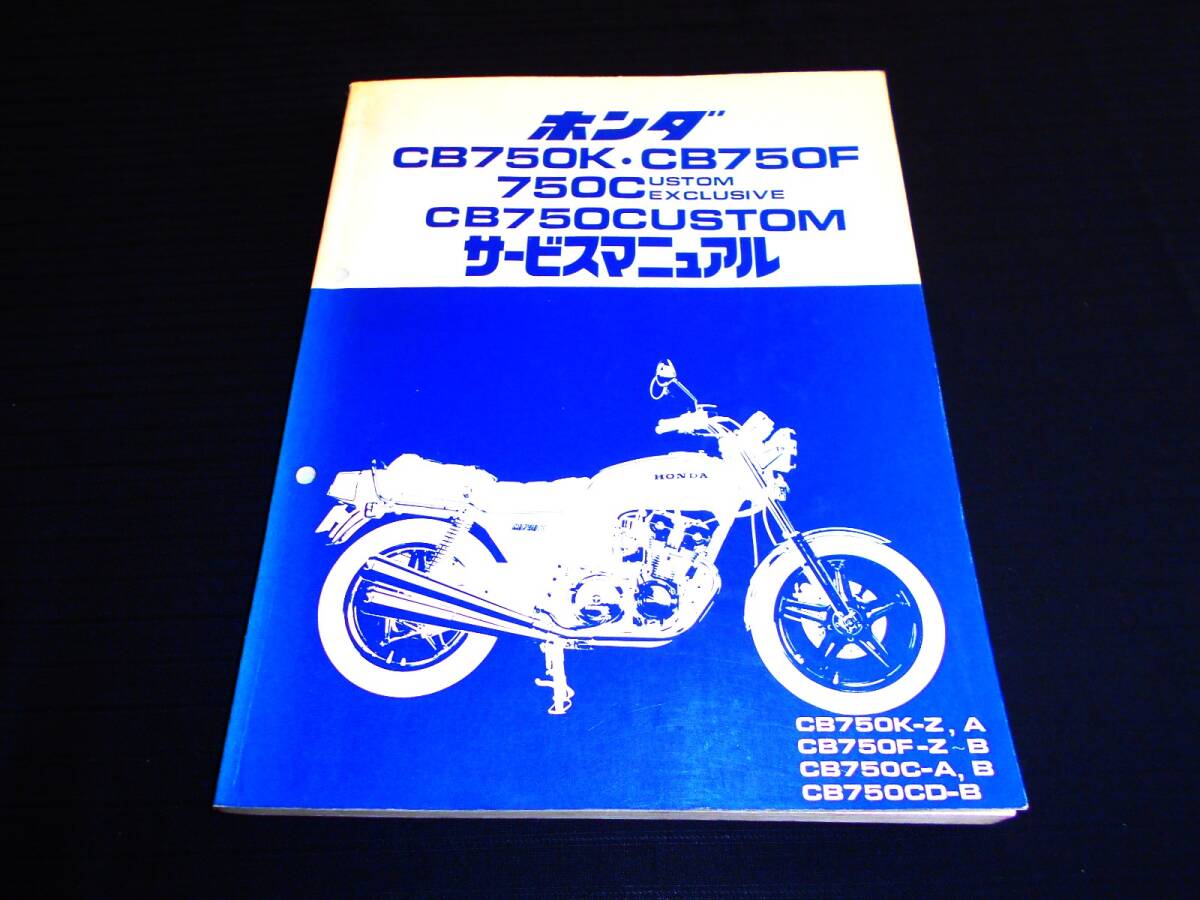 ホンダ
CB750K・CB750F
750CUSTOM
EXCLUSIVE
CB750CUSTOM
サービスマニュアル
HONDA
CB750K-Z, A
CB750F-Z~B
CB750C-A, B
CB750CD-B